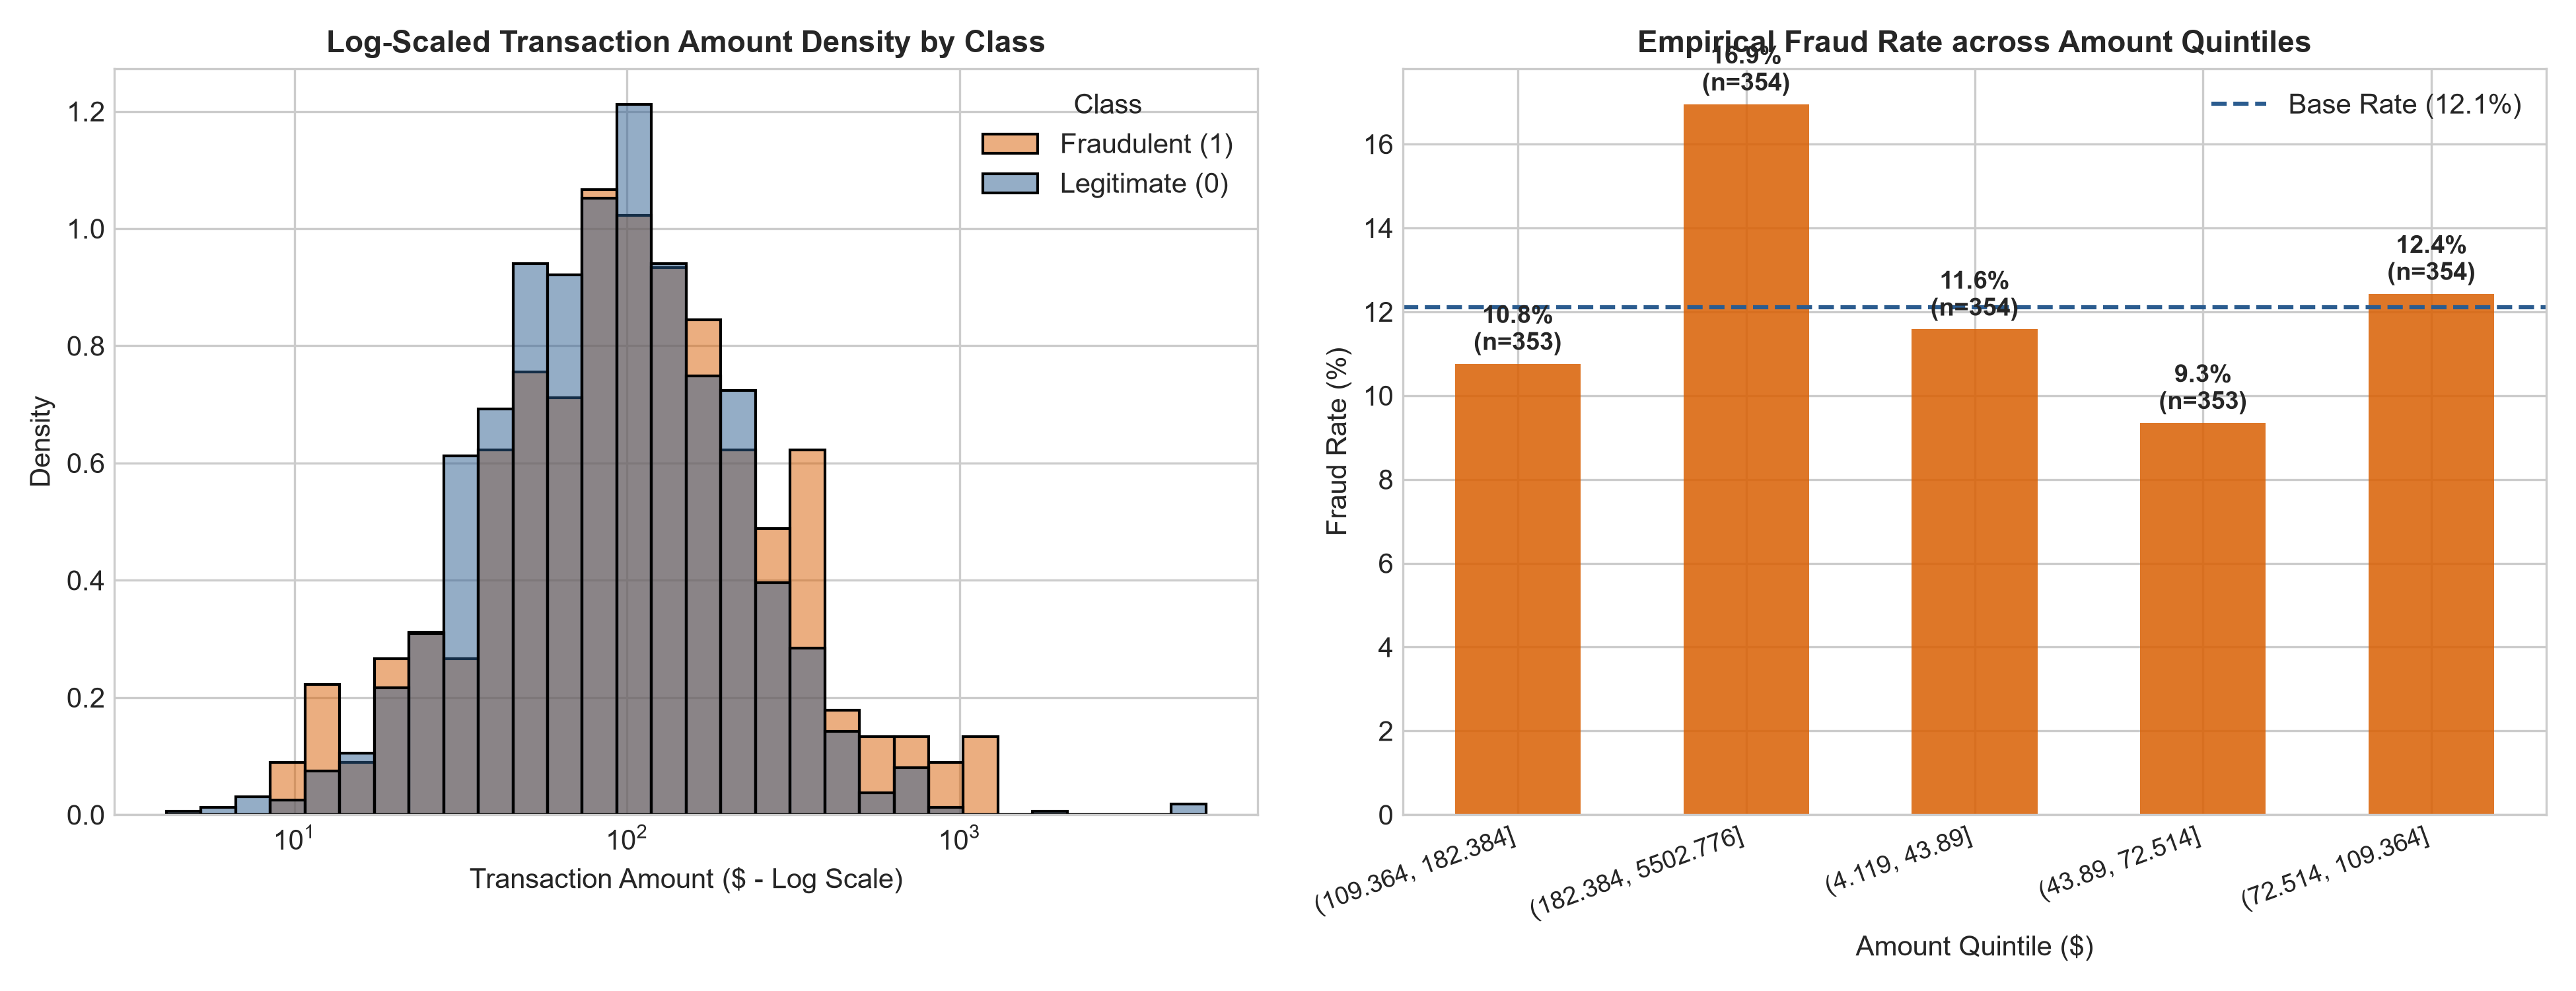 Log-Scaled Transaction Amount Density by Class
Density
1.2
1.0
0.8
0.6
0.4
0.2
0.0
10¹
10²
10³
Transaction Amount ($ - Log Scale)
Class
Fraudulent (1)
Legitimate (0)
Empirical Fraud Rate across Amount Quintiles
Fraud Rate (%)
16
14
12
10
8
6
4
2
0
10.8%
(n=353)
16.9%
(n=354)
11.6%
(n=354)
9.3%
(n=353)
12.4%
(n=354)
Base Rate (12.1%)
(109.364, 182.384]
(182.384, 5502.776]
(4.119, 43.89]
(43.89, 72.514]
(72.514, 109.364]
Amount Quintile ($)